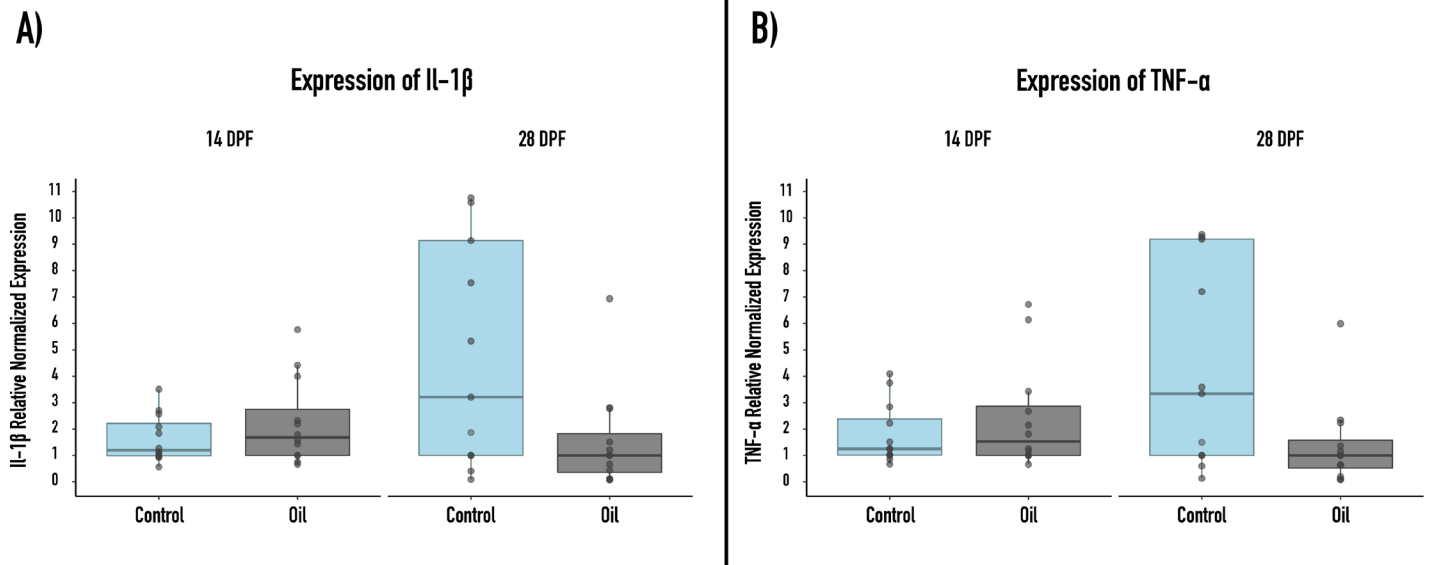 A)
Expression of Il-1β
14 DPF
28 DPF
Il-1β Relative Normalized Expression
11
10
9
8
7
6
5
4
3
2
1
0
Control
Oil
Control
Oil
B)
Expression of TNF-α
14 DPF
28 DPF
TNF-α Relative Normalized Expression
11
10
9
8
7
6
5
4
3
2
1
0
Control
Oil
Control
Oil